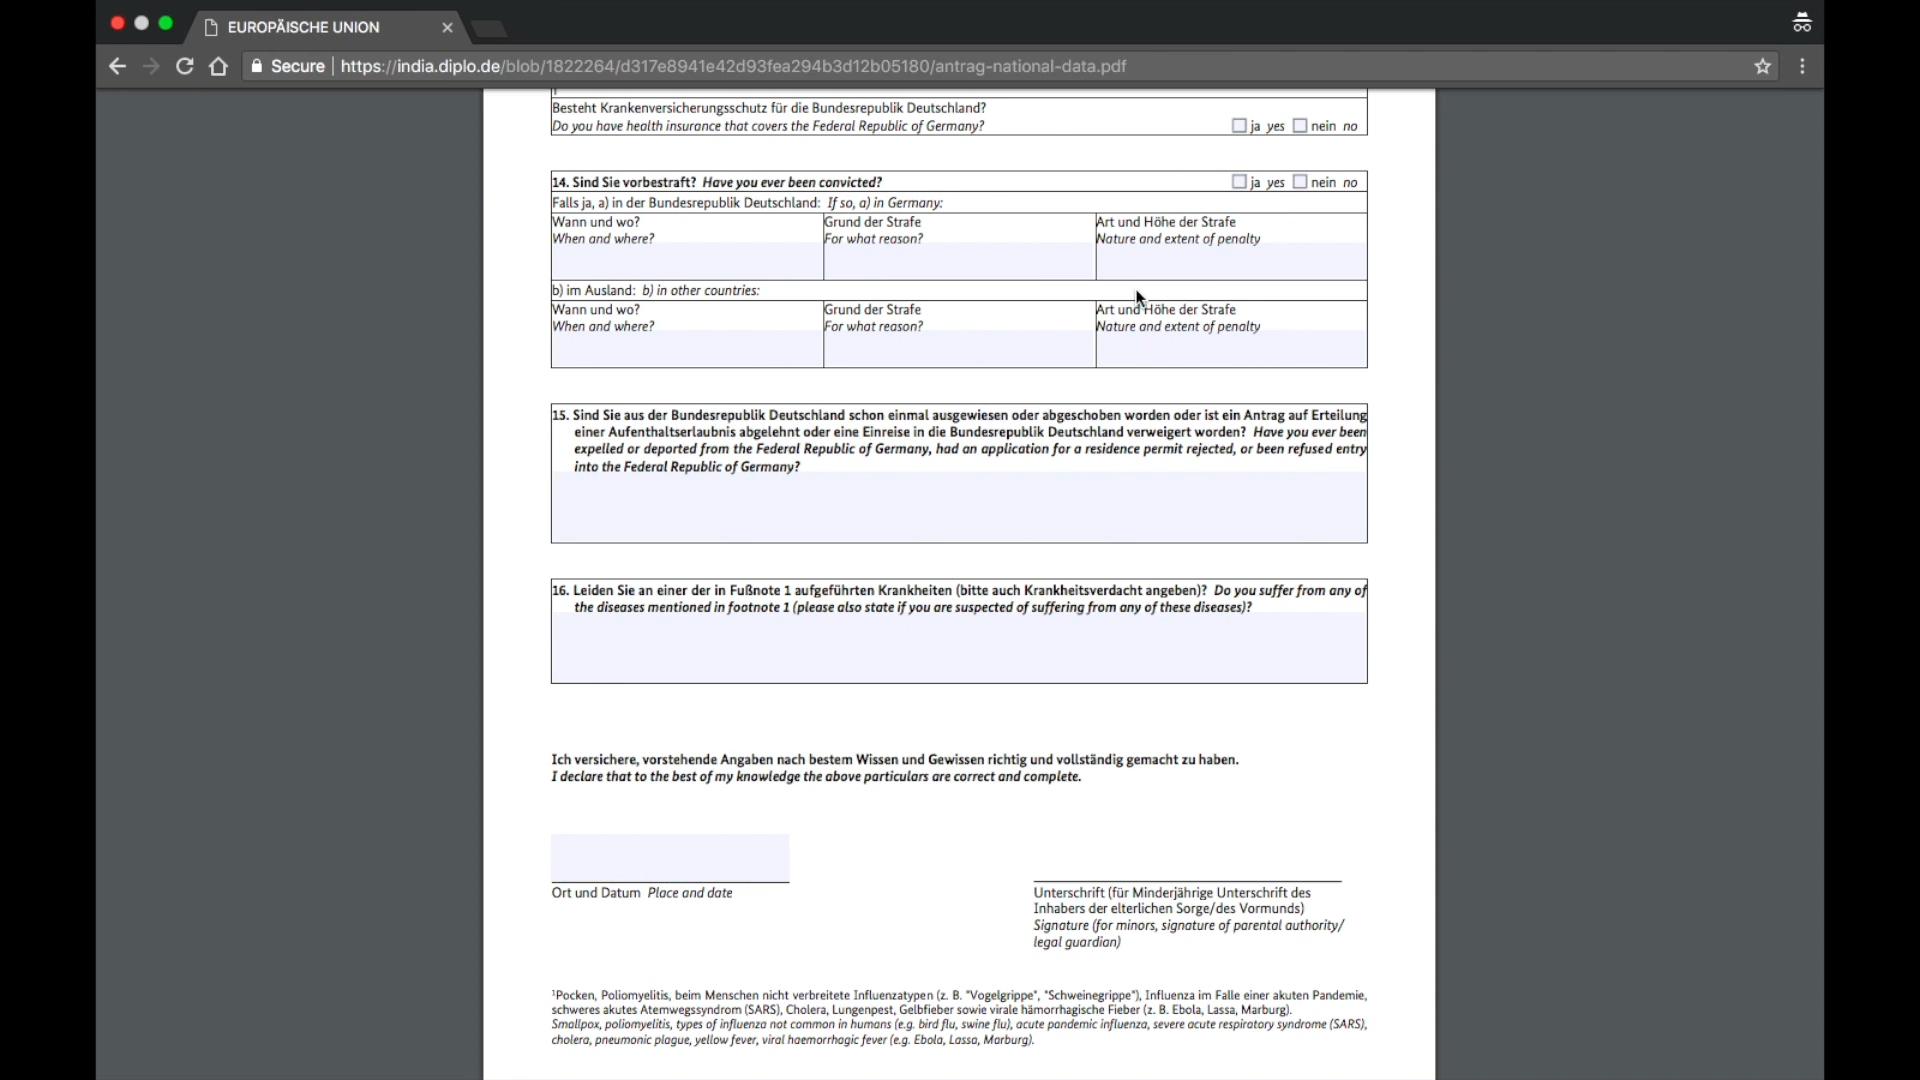 EUROPÄISCHE UNION
Secure https://india.diplo.de/blob/1822264/d317e8941e42d93fea294b3d12b05180/antrag-national-data.pdf
Besteht Krankenversicherungsschutz für die Bundesrepublik Deutschland?
Do you have health insurance that covers the Federal Republic of Germany? ja yes nein no
14. Sind Sie vorbestraft? Have you ever been convicted? ja yes nein no
Falls ja, a) in der Bundesrepublik Deutschland: If so, a) in Germany:
Wann und wo? Grund der Strafe Art und Höhe der Strafe
When and where? For what reason? Nature and extent of penalty
b) im Ausland: b) in other countries:
Wann und wo? Grund der Strafe Art und Höhe der Strafe
When and where? For what reason? Nature and extent of penalty
15. Sind Sie aus der Bundesrepublik Deutschland schon einmal ausgewiesen oder abgeschoben worden oder ist ein Antrag auf Erteilung
einer Aufenthaltserlaubnis abgelehnt oder eine Einreise in die Bundesrepublik Deutschland verweigert worden? Have you ever been
expelled or deported from the Federal Republic of Germany, had an application for a residence permit rejected, or been refused entry
into the Federal Republic of Germany?
16. Leiden Sie an einer der in Fußnote 1 aufgeführten Krankheiten (bitte auch Krankheitsverdacht angeben)? Do you suffer from any of
the diseases mentioned in footnote 1 (please also state if you are suspected of suffering from any of these diseases)?
Ich versichere, vorstehende Angaben nach bestem Wissen und Gewissen richtig und vollständig gemacht zu haben.
I declare that to the best of my knowledge the above particulars are correct and complete.
Ort und Datum Place and date
Unterschrift (für Minderjährige Unterschrift des
Inhabers der elterlichen Sorge/des Vormunds)
Signature (for minors, signature of parental authority/
legal guardian)
¹Pocken, Poliomyelitis, beim Menschen nicht verbreitete Influenzatypen (z. B. "Vogelgrippe", "Schweinegrippe"), Influenza im Falle einer akuten Pandemie,
schweres akutes Atemwegssyndrom (SARS), Cholera, Lungenpest, Gelbfieber sowie virale hämorrhagische Fieber (z. B. Ebola, Lassa, Marburg).
Smallpox, poliomyelitis, types of influenza not common in humans (e.g. bird flu, swine flu), acute pandemic influenza, severe acute respiratory syndrome (SARS),
cholera, pneumonic plague, yellow fever, viral haemorrhagic fever (e.g. Ebola, Lassa, Marburg).